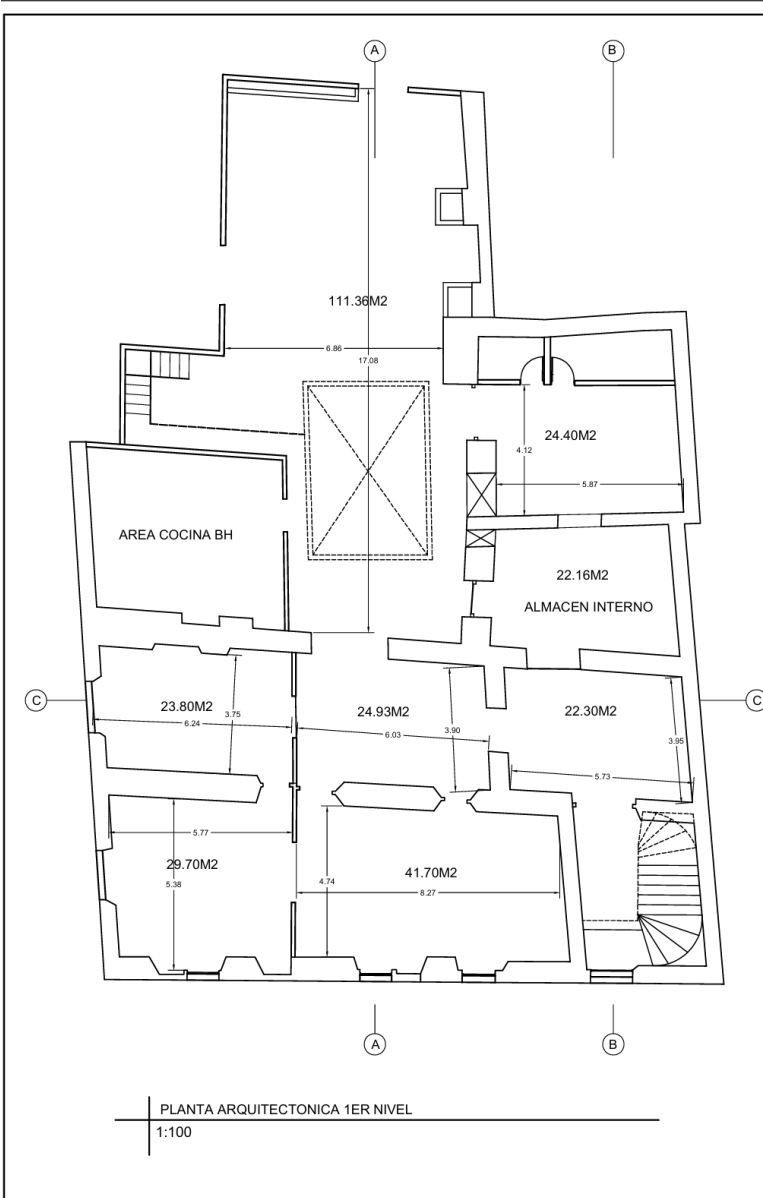 A
B
111.36M2
6.86
17.08
24.40M2
4.12
5.87
AREA COCINA BH
22.16M2
ALMACEN INTERNO
C
23.80M2
3.75
6.24
24.93M2
3.90
6.03
22.30M2
3.95
5.73
C
5.77
29.70M2
5.38
4.74
41.70M2
8.27
A
B
PLANTA ARQUITECTONICA 1ER NIVEL
1:100